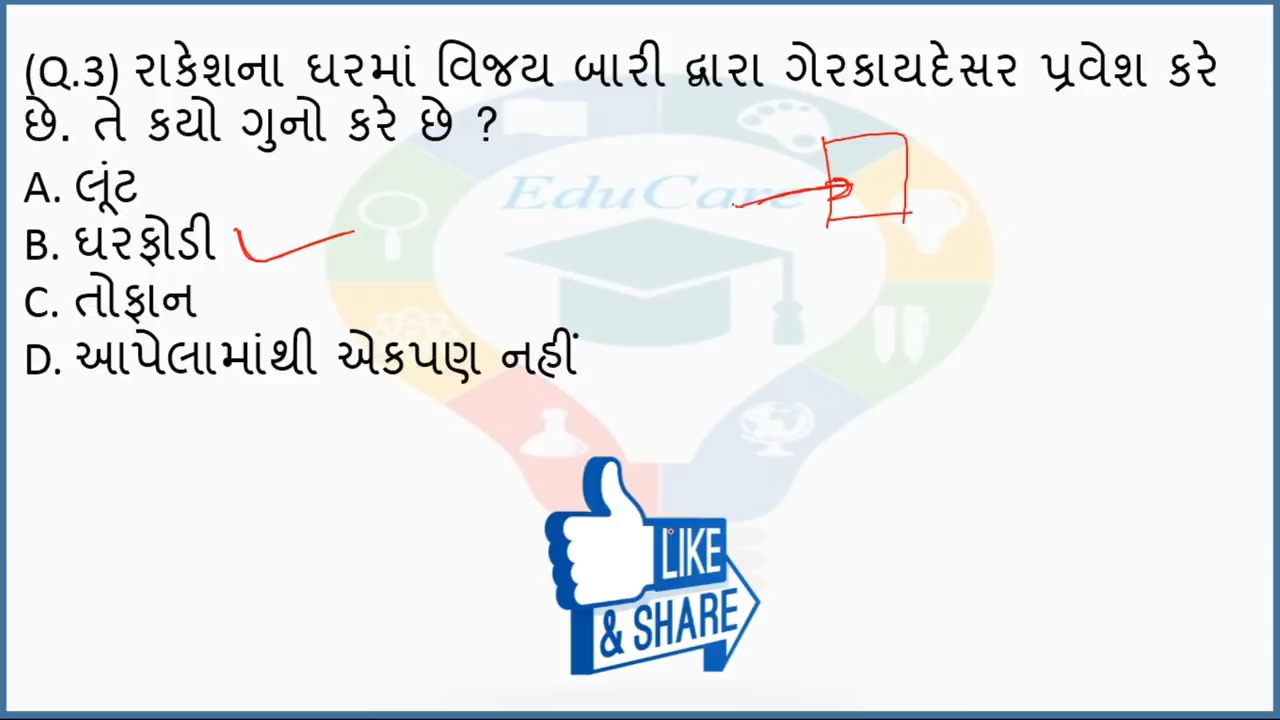 (Q.3) રાકેશના ઘરમાં વિજય બારી દ્વારા ગેરકાયદેસર પ્રવેશ કરે
છે. તે કયો ગુનો કરે છે ?
A. લૂંટ
B. ઘરફોડી
C. તોફાન
D. આપેલામાંથી એકપણ નહીં
EduCare
LIKE
& SHARE